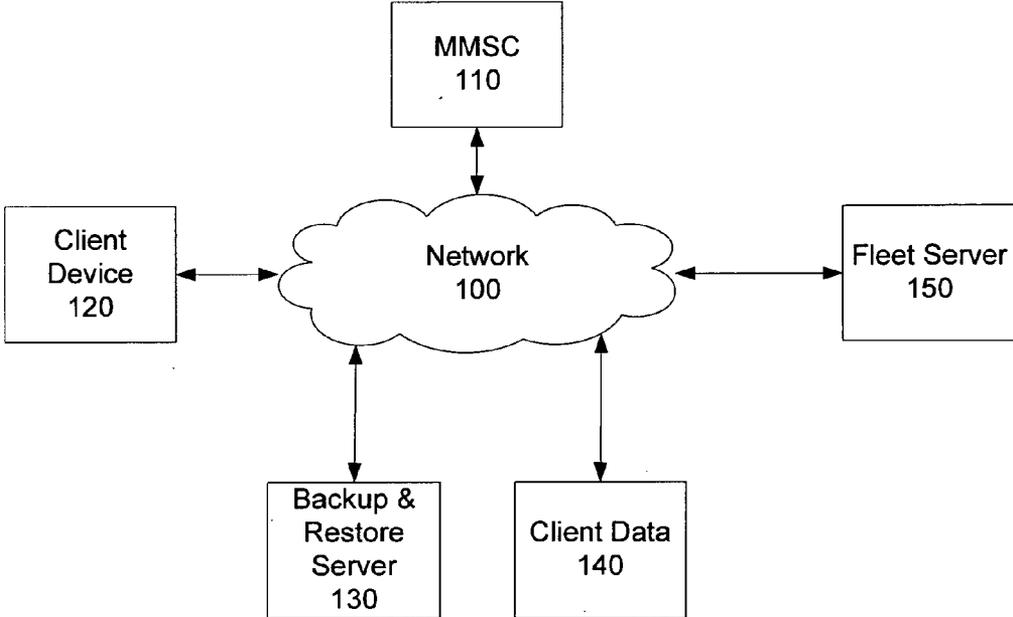 MMSC
110
Client
Device
120
Network
100
Fleet Server
150
Backup &
Restore
Server
130
Client Data
140